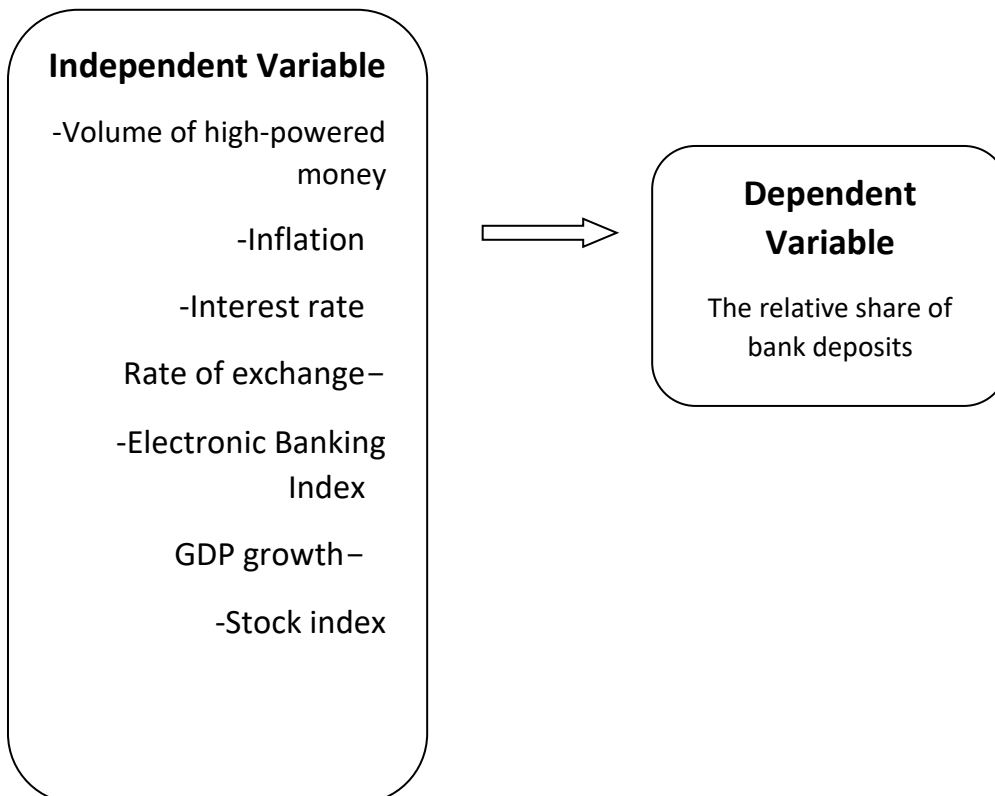 Independent Variable
-Volume of high-powered
money
-Inflation
-Interest rate
Rate of exchange–
-Electronic Banking
Index
GDP growth–
-Stock index
Dependent
Variable
The relative share of
bank deposits